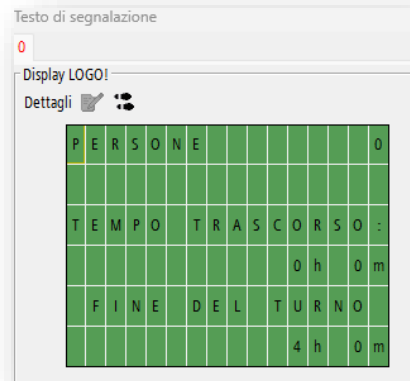 Testo di segnalazione
0
Display LOGO!
Dettagli
PERSONE 0
TEMPO TRASCORSO:
0h 0m
FINE DEL TURNO
4h 0m